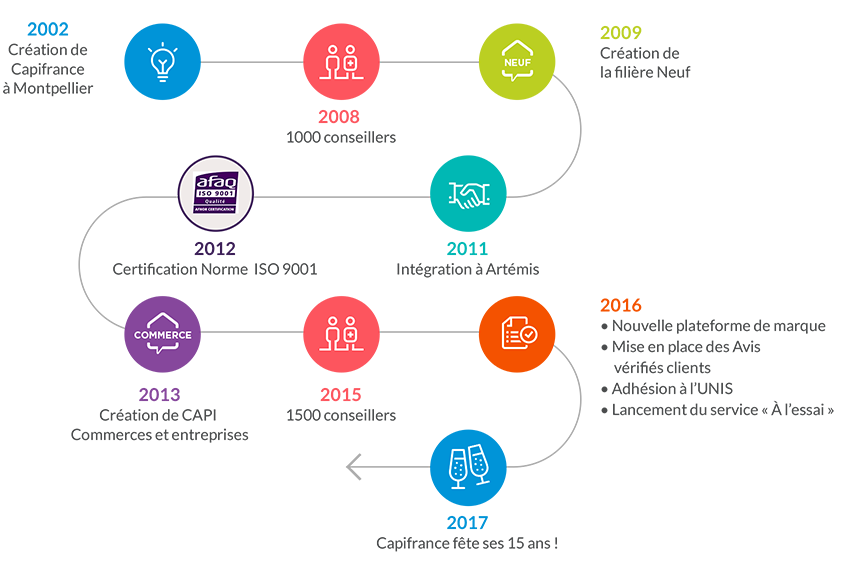 2002
Création de
Capifrance
à Montpellier
2008
1000 conseillers
NEUF
2009
Création de
la filière Neuf
2011
Intégration à Artémis
afaq
ISO 9001
Qualité
AFNOR CERTIFICATION
2012
Certification Norme ISO 9001
COMMERCE
2013
Création de CAPI
Commerces et entreprises
2015
1500 conseillers
2016
• Nouvelle plateforme de marque
• Mise en place des Avis
vérifiés clients
• Adhésion à l’UNIS
• Lancement du service « À l’essai »
2017
Capifrance fête ses 15 ans !